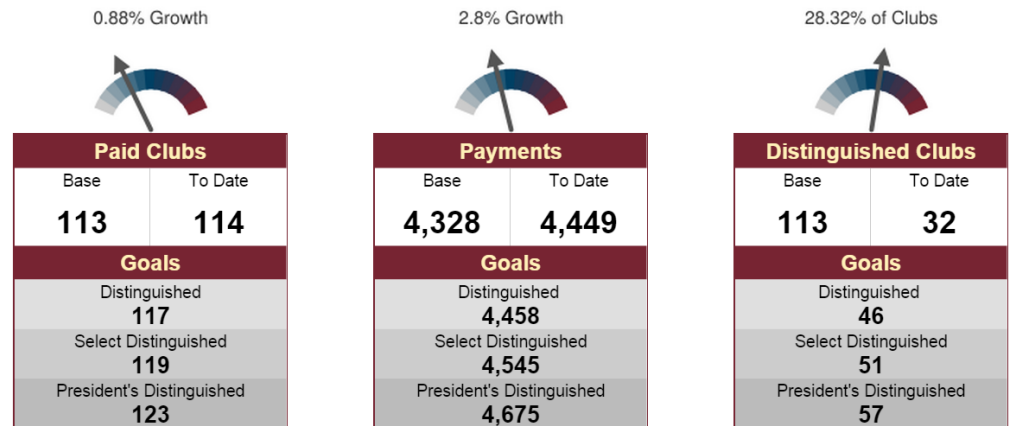 0.88% Growth
Paid Clubs
Base To Date
113 114
Goals
Distinguished
117
Select Distinguished
119
President's Distinguished
123
2.8% Growth
Payments
Base To Date
4,328 4,449
Goals
Distinguished
4,458
Select Distinguished
4,545
President's Distinguished
4,675
28.32% of Clubs
Distinguished Clubs
Base To Date
113 32
Goals
Distinguished
46
Select Distinguished
51
President's Distinguished
57